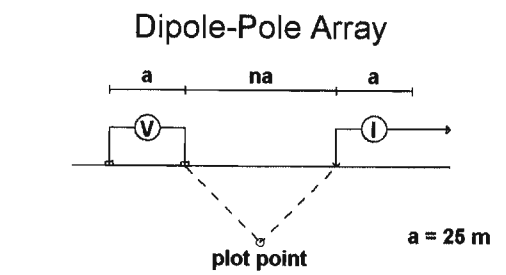 Dipole-Pole Array
a na a
V I
a = 25 m
plot point